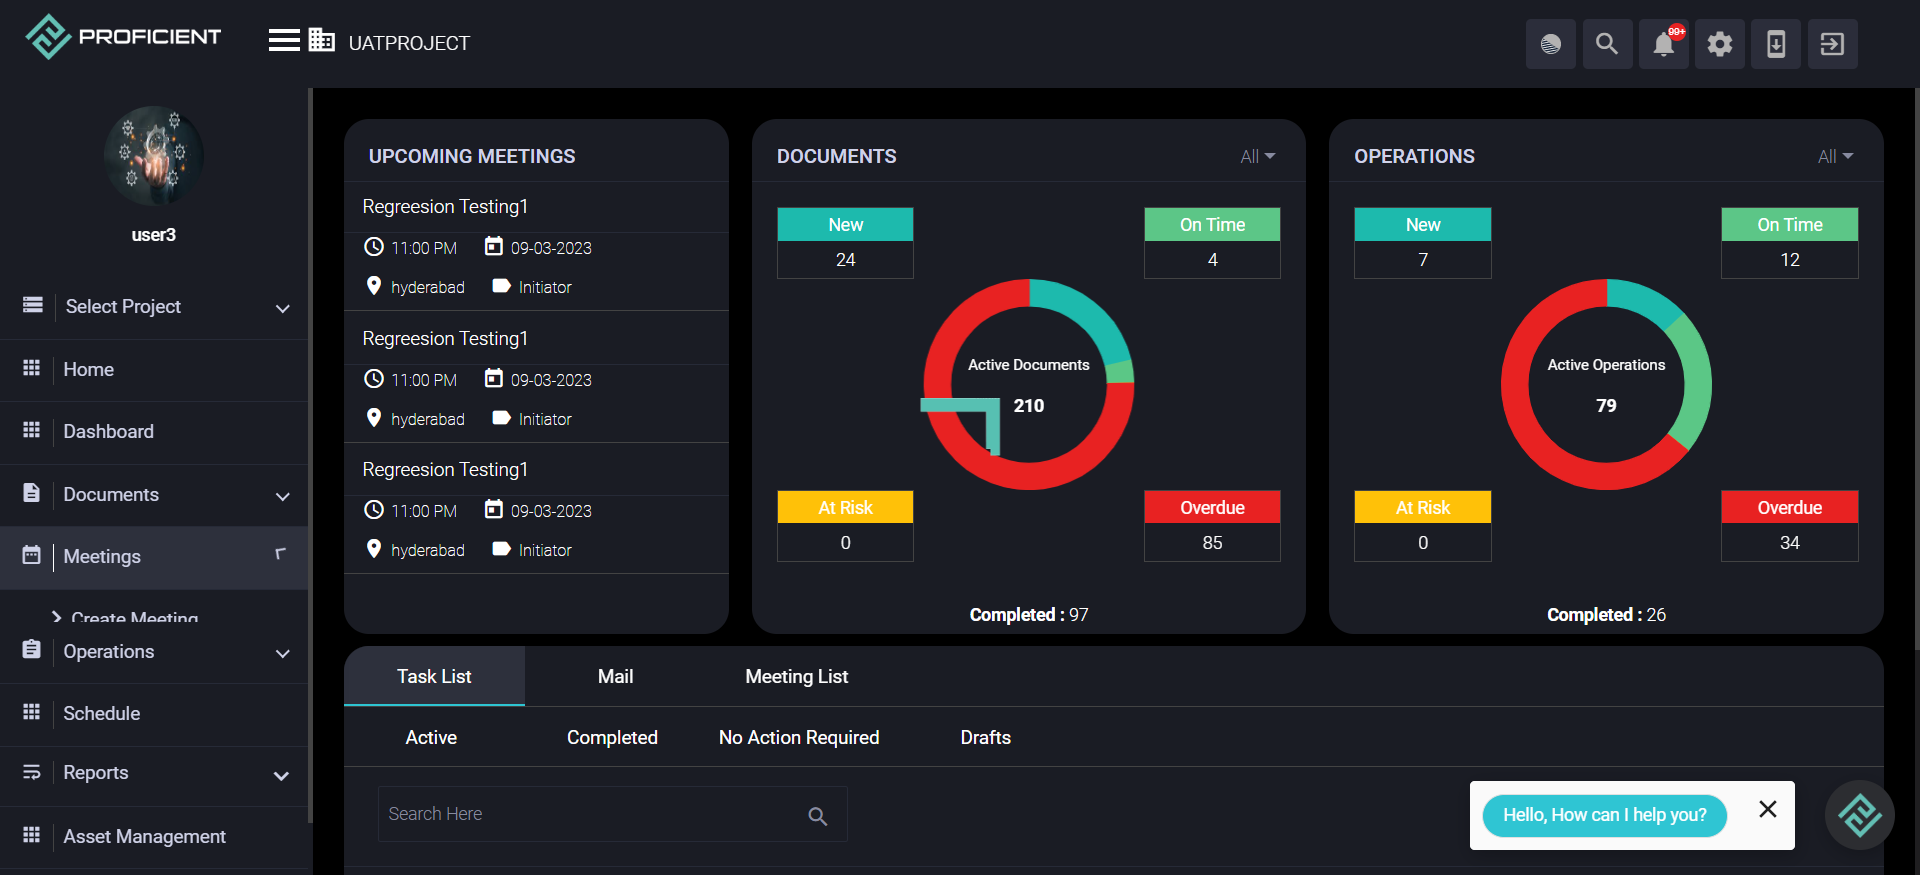 PROFICIENT
UATPROJECT
99+
user3
Select Project
Home
Dashboard
Documents
Meetings
Create Meeting
Operations
Schedule
Reports
Asset Management
UPCOMING MEETINGS
Regreesion Testing1
11:00 PM 09-03-2023
hyderabad Initiator
Regreesion Testing1
11:00 PM 09-03-2023
hyderabad Initiator
Regreesion Testing1
11:00 PM 09-03-2023
hyderabad Initiator
DOCUMENTS All
New On Time
24 4
Active Documents
210
At Risk Overdue
0 85
Completed : 97
OPERATIONS All
New On Time
7 12
Active Operations
79
At Risk Overdue
0 34
Completed : 26
Task List Mail Meeting List
Active Completed No Action Required Drafts
Search Here
Hello, How can I help you?